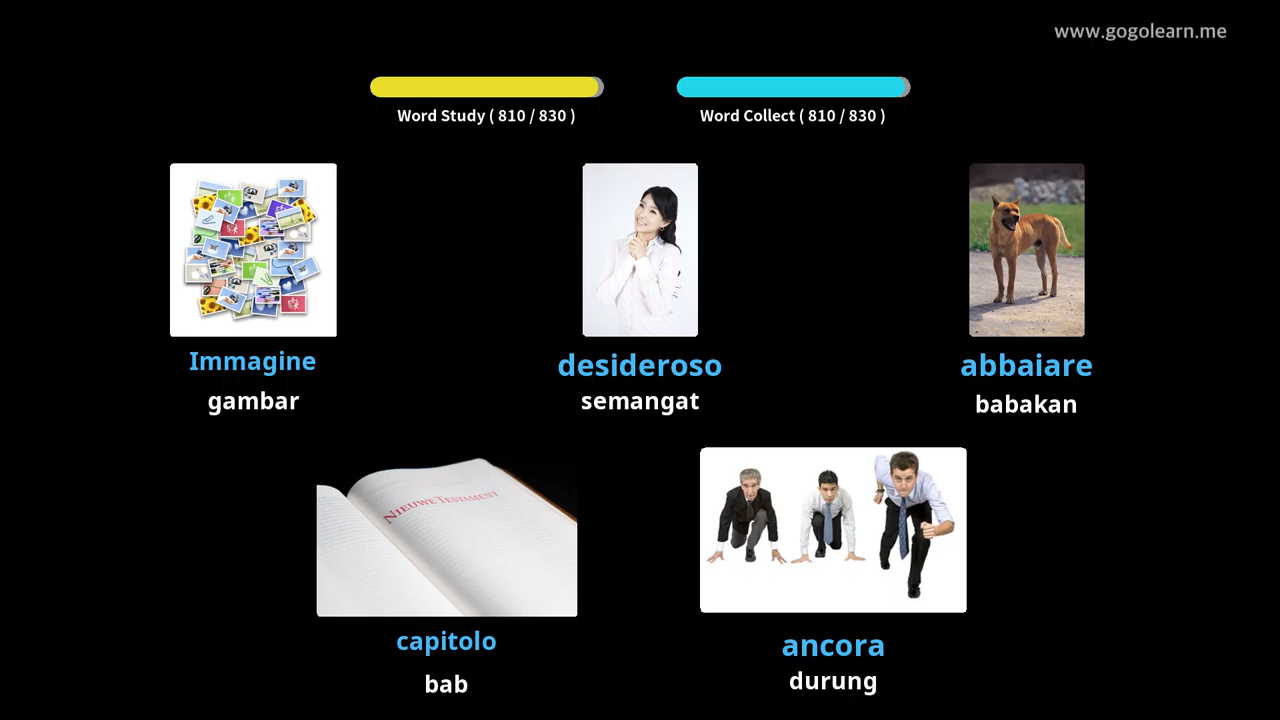 www.gogolearn.me
Word Study ( 810 / 830 )
Word Collect ( 810 / 830 )
Immagine
gambar
desideroso
semangat
abbaiare
babakan
NIEUWE TESTAMENT
capitolo
bab
ancora
durung